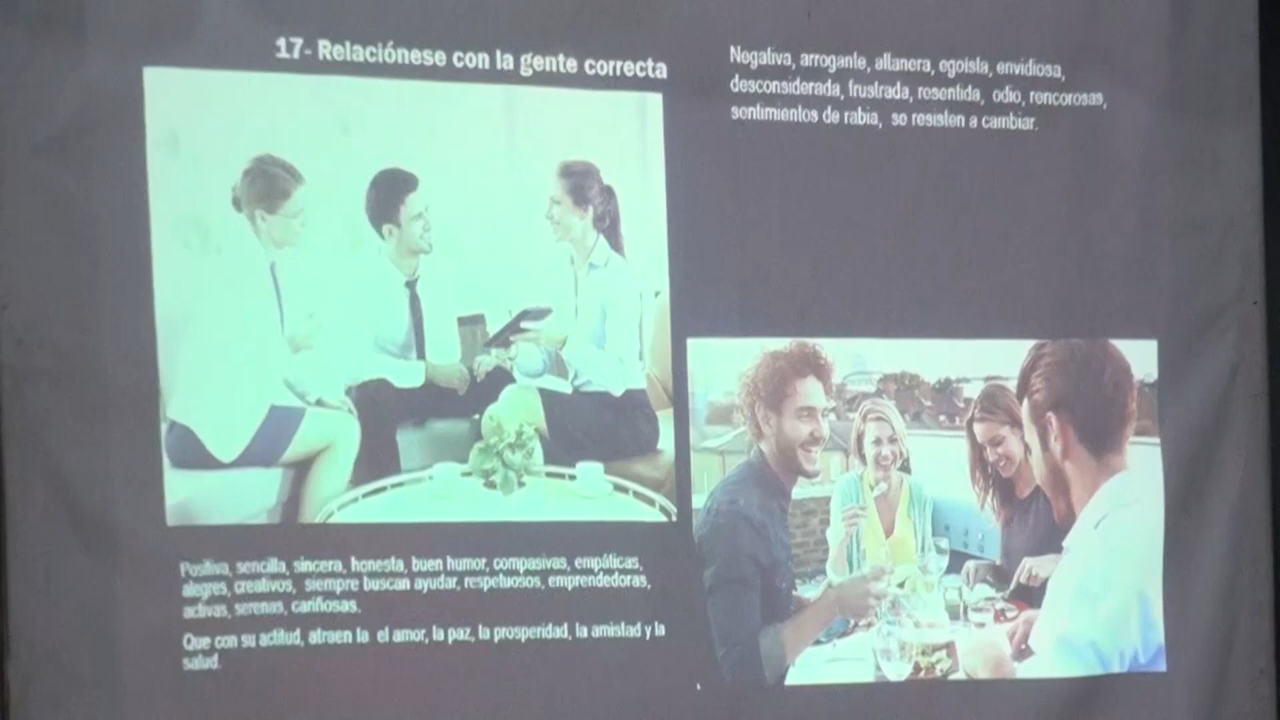 17- Relaciónese con la gente correcta
Negativa, arrogante, altanera, egoísta, envidiosa,
desconsiderada, frustrada, resentida, odio, rencorosas,
sentimientos de rabia, se resisten a cambiar.
Positiva, sencilla, sincera, honesta, buen humor, compasivas, empáticas,
alegres, creativos, siempre buscan ayudar, respetuosos, emprendedoras,
activas, serenas, cariñosas.
Que con su actitud, atraen la el amor, la paz, la prosperidad, la amistad y la
salud.